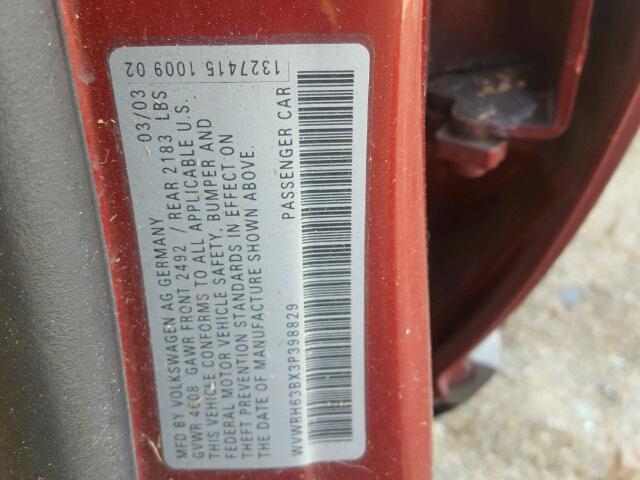 1327415 1009 02
MFD BY VOLKSWAGEN AG GERMANY 03/03
GVWR 4608 GAWR FRONT 2492 / REAR 2183 LBS
THIS VEHICLE CONFORMS TO ALL APPLICABLE U.S.
FEDERAL MOTOR VEHICLE SAFETY, BUMPER AND
THEFT PREVENTION STANDARDS IN EFFECT ON
THE DATE OF MANUFACTURE SHOWN ABOVE.
WVWRH63BX3P398829 PASSENGER CAR